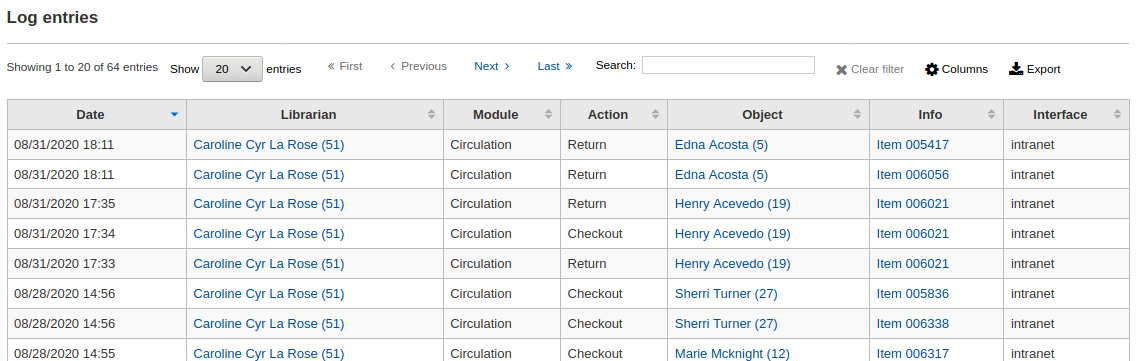 Log entries
Showing 1 to 20 of 64 entries Show 20 entries « First ‹ Previous Next › Last » Search: Clear filter Columns Export
Date Librarian Module Action Object Info Interface
08/31/2020 18:11 Caroline Cyr La Rose (51) Circulation Return Edna Acosta (5) Item 005417 intranet
08/31/2020 18:11 Caroline Cyr La Rose (51) Circulation Return Edna Acosta (5) Item 006056 intranet
08/31/2020 17:35 Caroline Cyr La Rose (51) Circulation Return Henry Acevedo (19) Item 006021 intranet
08/31/2020 17:34 Caroline Cyr La Rose (51) Circulation Checkout Henry Acevedo (19) Item 006021 intranet
08/31/2020 17:33 Caroline Cyr La Rose (51) Circulation Return Henry Acevedo (19) Item 006021 intranet
08/28/2020 14:56 Caroline Cyr La Rose (51) Circulation Checkout Sherri Turner (27) Item 005836 intranet
08/28/2020 14:56 Caroline Cyr La Rose (51) Circulation Checkout Sherri Turner (27) Item 006338 intranet
08/28/2020 14:55 Caroline Cyr La Rose (51) Circulation Checkout Marie Mcknight (12) Item 006317 intranet